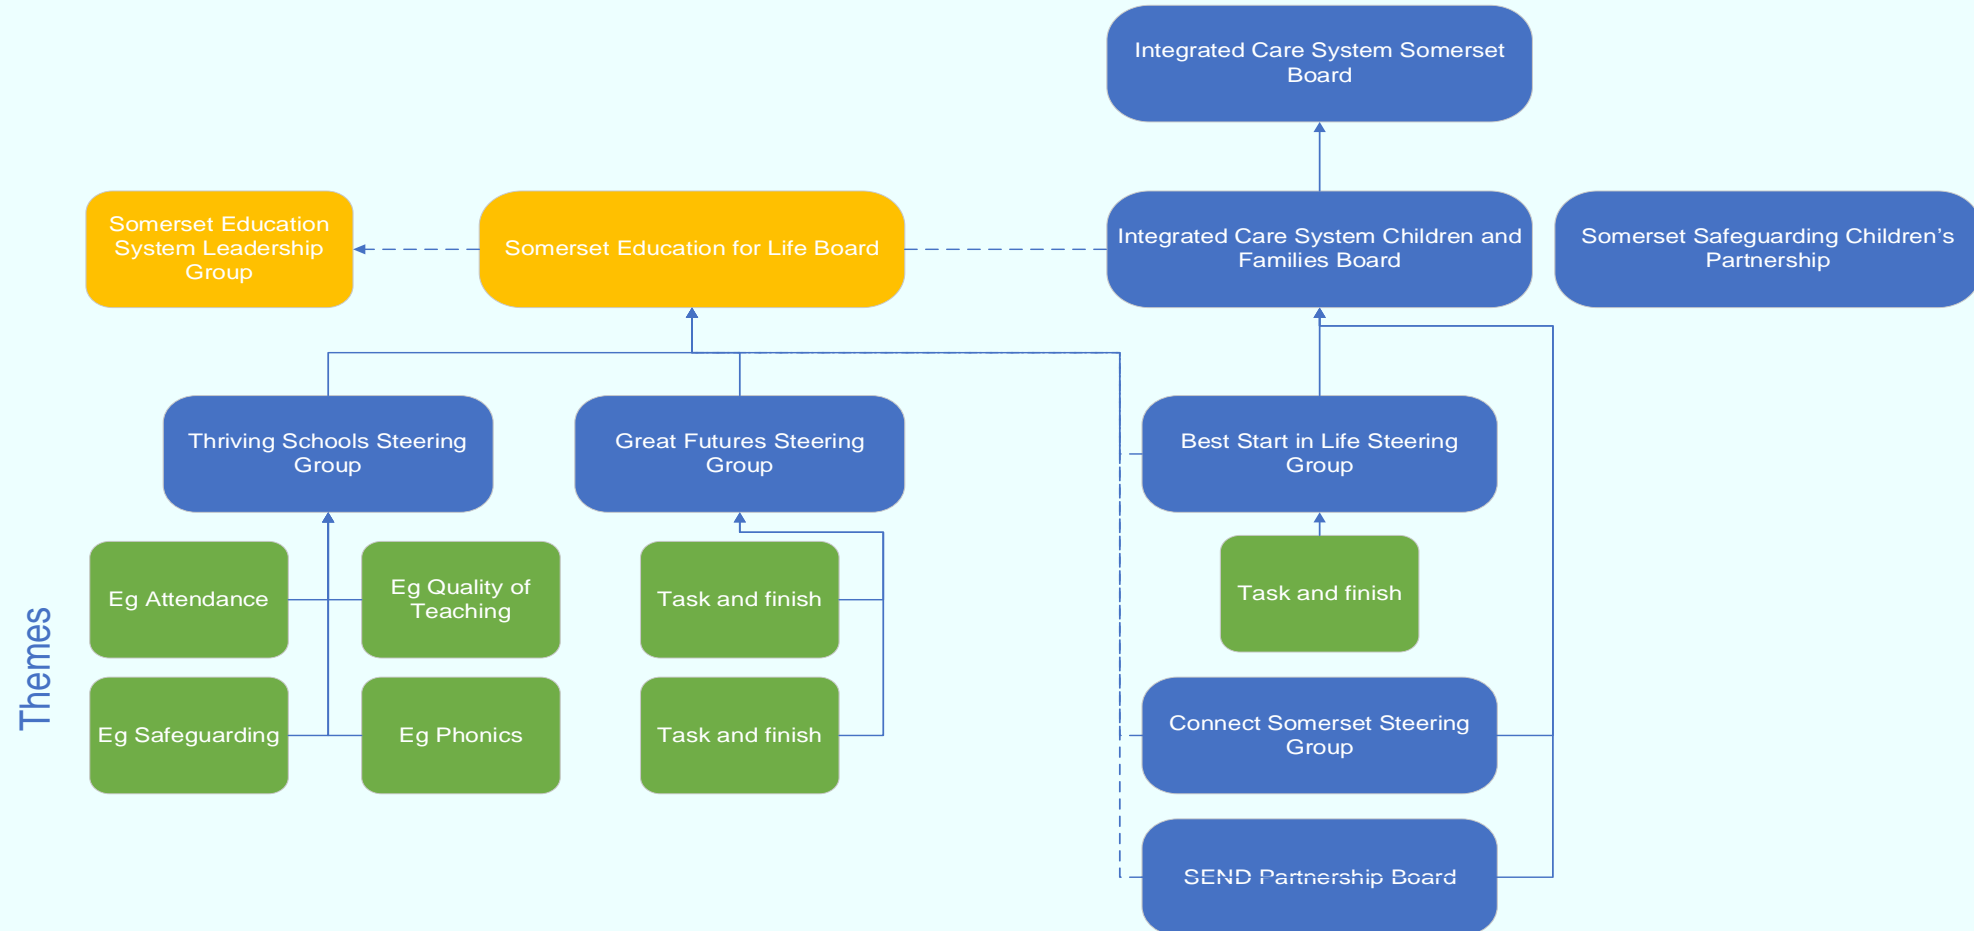 Integrated Care System Somerset
Board
Somerset Education
System Leadership
Group
Somerset Education for Life Board
Integrated Care System Children and
Families Board
Somerset Safeguarding Children’s
Partnership
Thriving Schools Steering
Group
Great Futures Steering
Group
Best Start in Life Steering
Group
Eg Attendance
Eg Quality of
Teaching
Task and finish
Task and finish
Themes
Eg Safeguarding
Eg Phonics
Task and finish
Connect Somerset Steering
Group
SEND Partnership Board